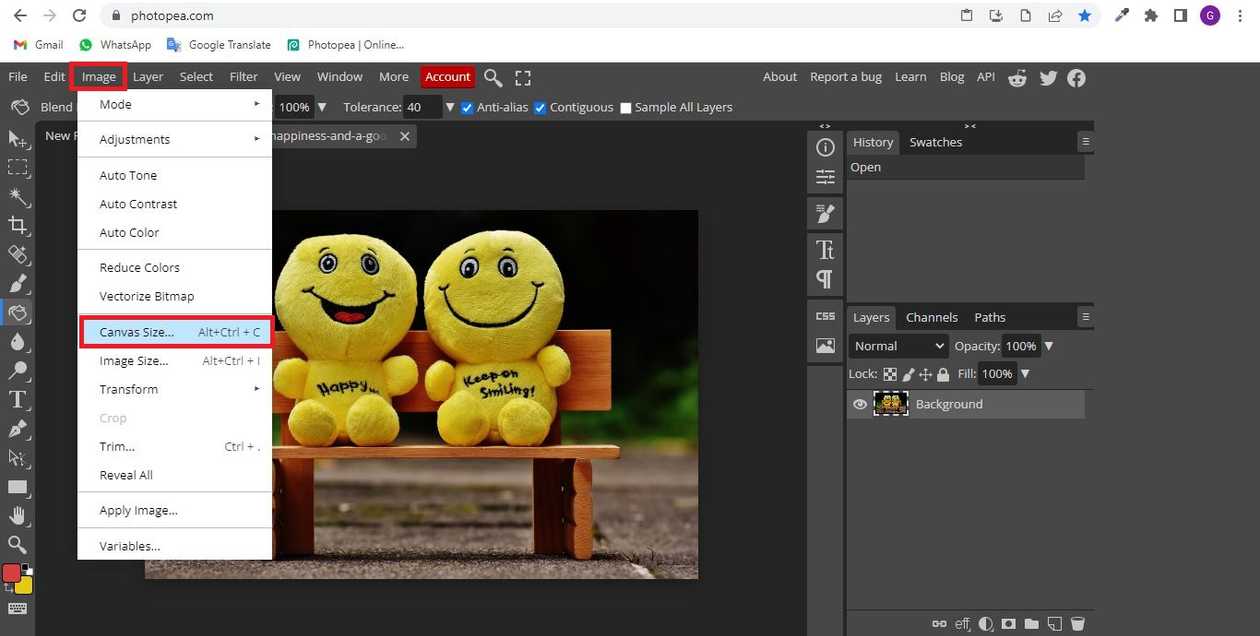 photopea.com
G
Gmail WhatsApp Google Translate Photopea | Online...
File Edit Image Layer Select Filter View Window More Account About Report a bug Learn Blog API
Blend 100% Tolerance: 40 Anti-alias Contiguous Sample All Layers
New happiness-and-a-goo
Mode
Adjustments
Auto Tone
Auto Contrast
Auto Color
Reduce Colors
Vectorize Bitmap
Canvas Size... Alt+Ctrl + C
Image Size... Alt+Ctrl + I
Transform
Crop
Trim... Ctrl + .
Reveal All
Apply Image...
Variables...
Happy...
Keep on
Smiling!
CSS
History Swatches
Open
Layers Channels Paths
Normal Opacity: 100%
Lock: Fill: 100%
Background
eff